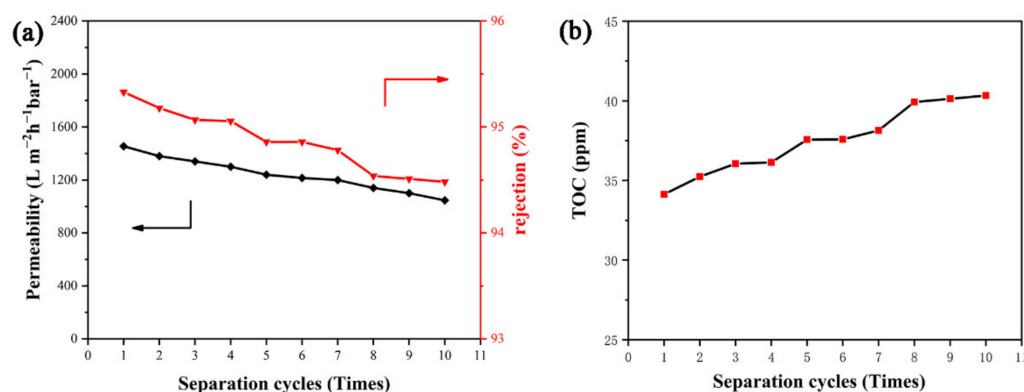 (a)
Permeability (L m⁻²h⁻¹bar⁻¹)
2400
2000
1600
1200
800
400
0
0 1 2 3 4 5 6 7 8 9 10 11
Separation cycles (Times)
96
95
94
93
rejection (%)
(b)
TOC (ppm)
45
40
35
30
25
0 1 2 3 4 5 6 7 8 9 10 11
Separation cycles (Times)